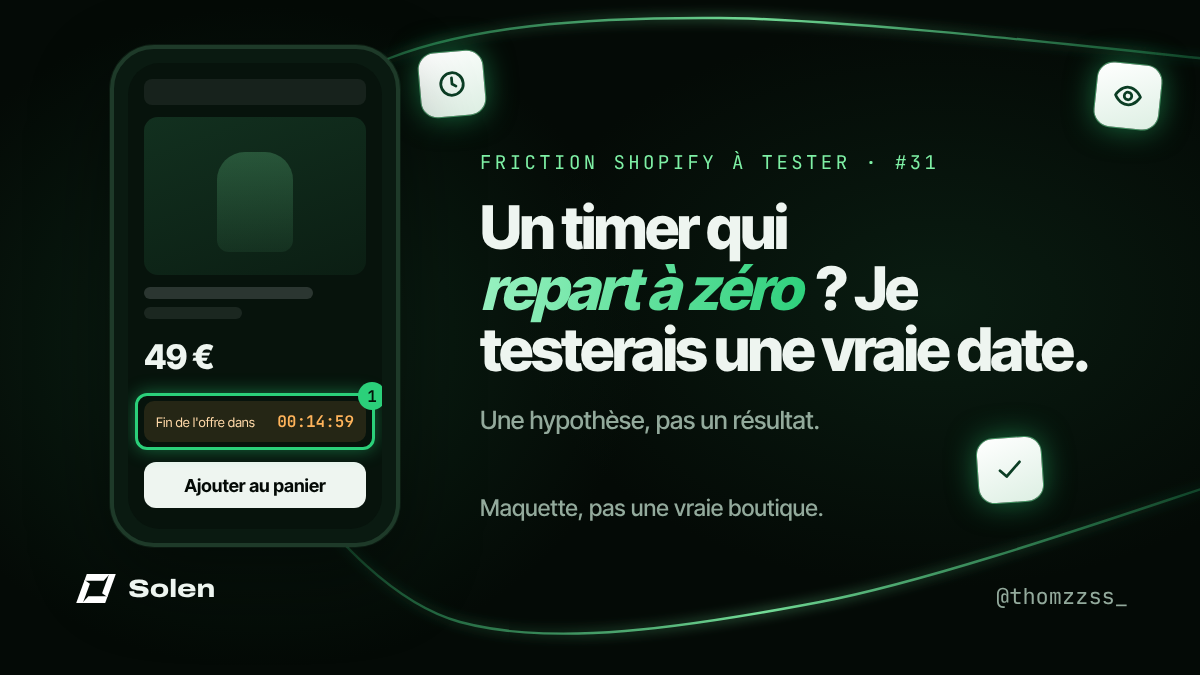 FRICTION SHOPIFY À TESTER · #31
Un timer qui
repart à zéro ? Je
testerais une vraie date.
Une hypothèse, pas un résultat.
Maquette, pas une vraie boutique.
49 €
1
Fin de l'offre dans 00:14:59
Ajouter au panier
Solen
@thomzzss_